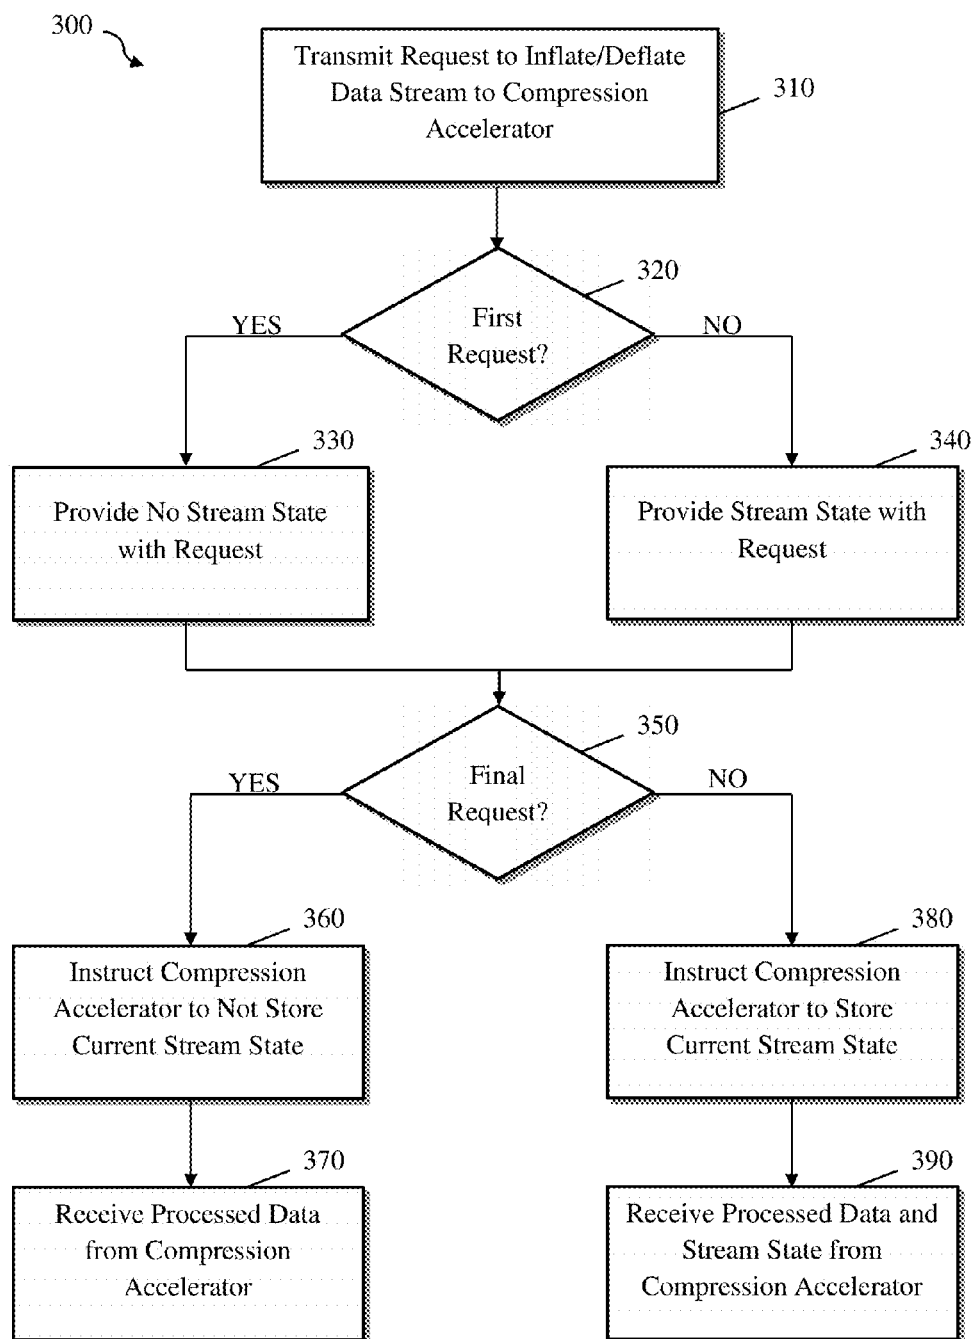 300
Transmit Request to Inflate/Deflate
Data Stream to Compression
Accelerator
310
320
First
Request?
YES
NO
330
340
Provide No Stream State
with Request
Provide Stream State with
Request
350
Final
Request?
YES
NO
360
380
Instruct Compression
Accelerator to Not Store
Current Stream State
Instruct Compression
Accelerator to Store
Current Stream State
370
390
Receive Processed Data
from Compression
Accelerator
Receive Processed Data and
Stream State from
Compression Accelerator